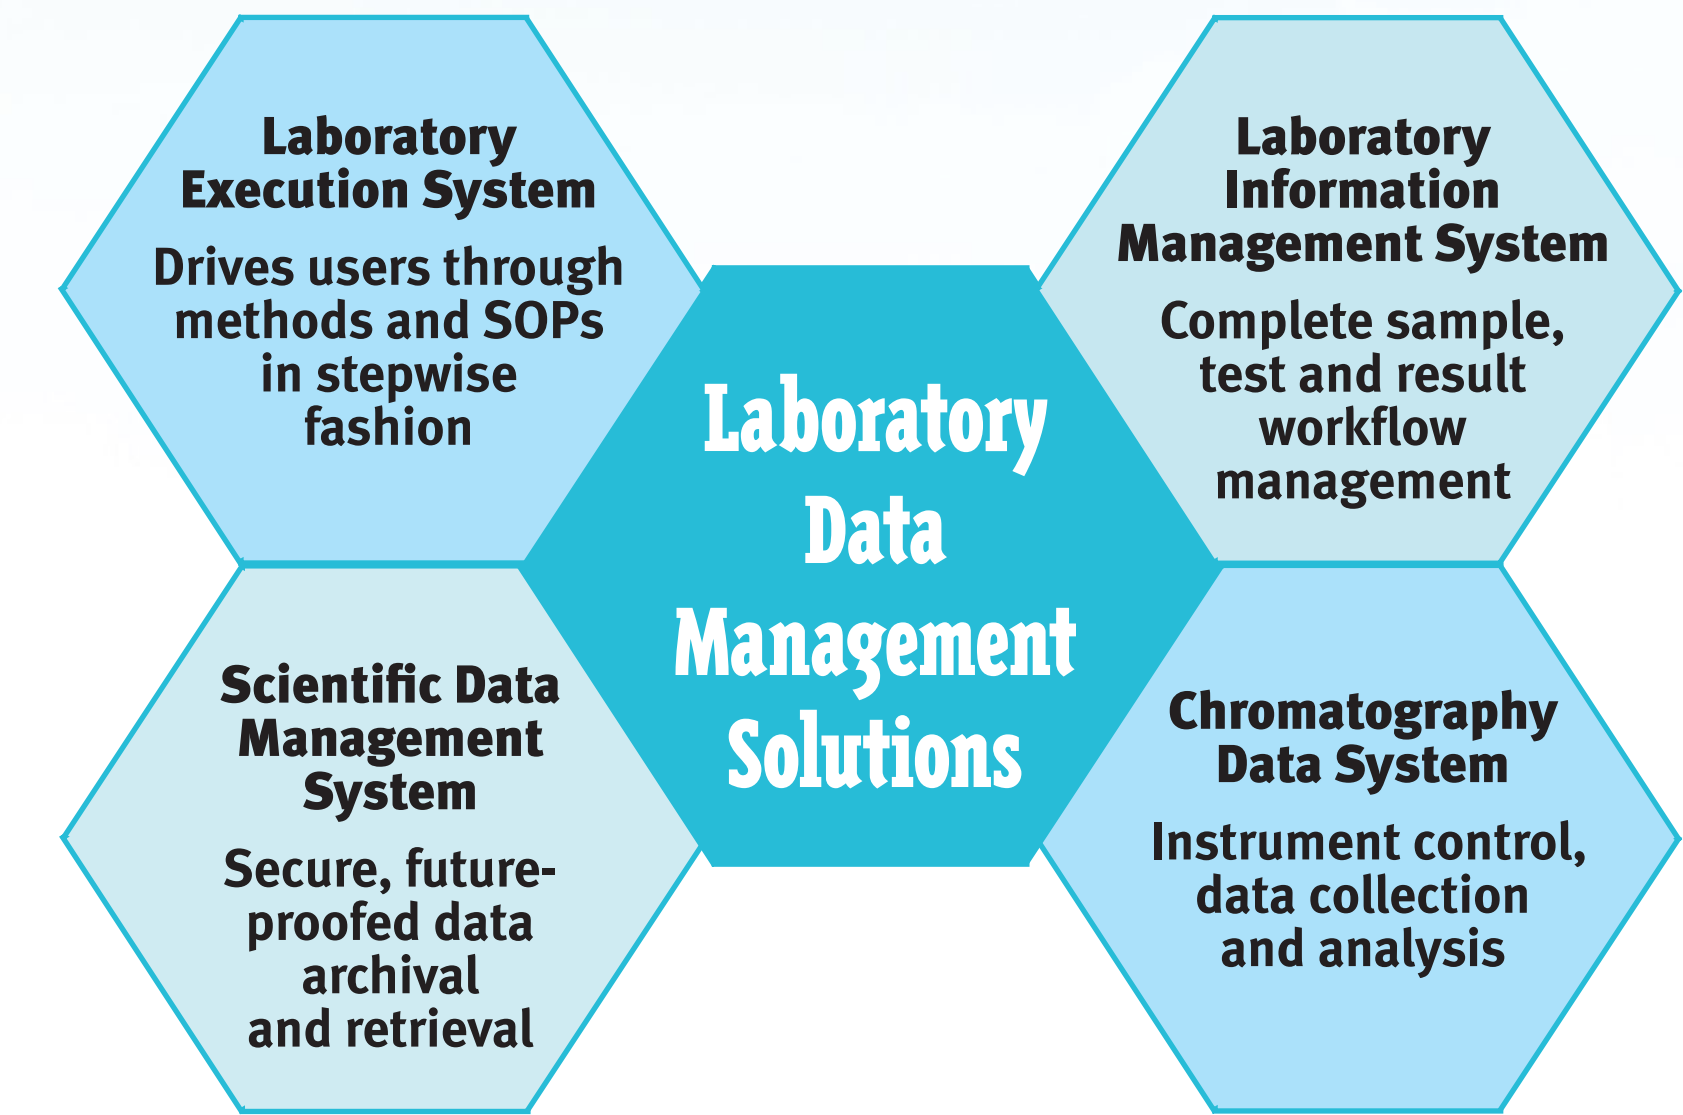 Laboratory
Execution System
Drives users through
methods and SOPs
in stepwise
fashion
Laboratory
Information
Management System
Complete sample,
test and result
workflow
management
Laboratory
Data
Management
Solutions
Scientific Data
Management
System
Secure, future-
proofed data
archival
and retrieval
Chromatography
Data System
Instrument control,
data collection
and analysis